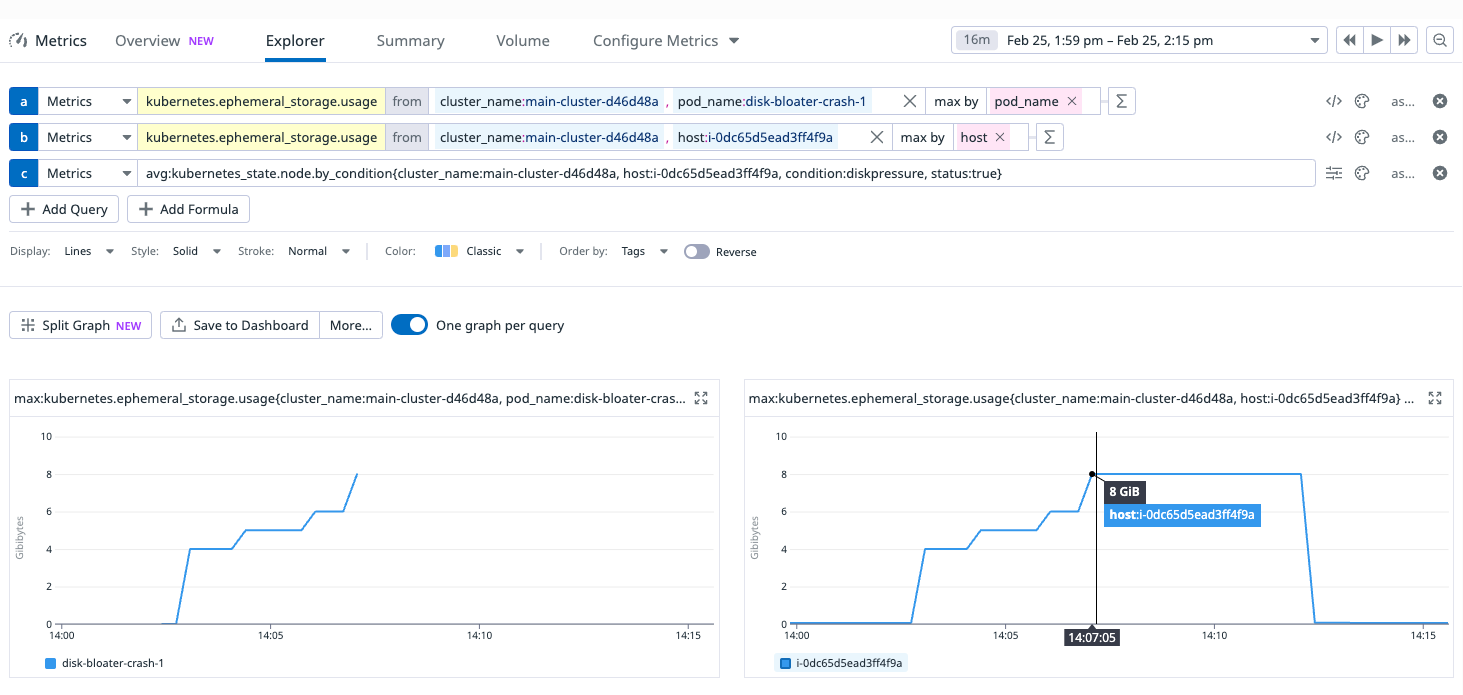 Metrics Overview NEW Explorer Summary Volume Configure Metrics 16m Feb 25, 1:59 pm – Feb 25, 2:15 pm
a Metrics kubernetes.ephemeral_storage.usage from cluster_name:main-cluster-d46d48a , pod_name:disk-bloater-crash-1 max by pod_name Σ as...
b Metrics kubernetes.ephemeral_storage.usage from cluster_name:main-cluster-d46d48a , host:i-0dc65d5ead3ff4f9a max by host Σ as...
c Metrics avg:kubernetes_state.node.by_condition{cluster_name:main-cluster-d46d48a, host:i-0dc65d5ead3ff4f9a, condition:diskpressure, status:true} as...
Add Query Add Formula
Display: Lines Style: Solid Stroke: Normal Color: Classic Order by: Tags Reverse
Split Graph NEW Save to Dashboard More... One graph per query
max:kubernetes.ephemeral_storage.usage{cluster_name:main-cluster-d46d48a, pod_name:disk-bloater-cras...
10
8
6
4
2
0
Gibibytes
14:00 14:05 14:10 14:15
disk-bloater-crash-1
max:kubernetes.ephemeral_storage.usage{cluster_name:main-cluster-d46d48a, host:i-0dc65d5ead3ff4f9a} ...
10
8
6
4
2
0
Gibibytes
8 GiB
host:i-0dc65d5ead3ff4f9a
14:00 14:05 14:07:05 14:10 14:15
i-0dc65d5ead3ff4f9a